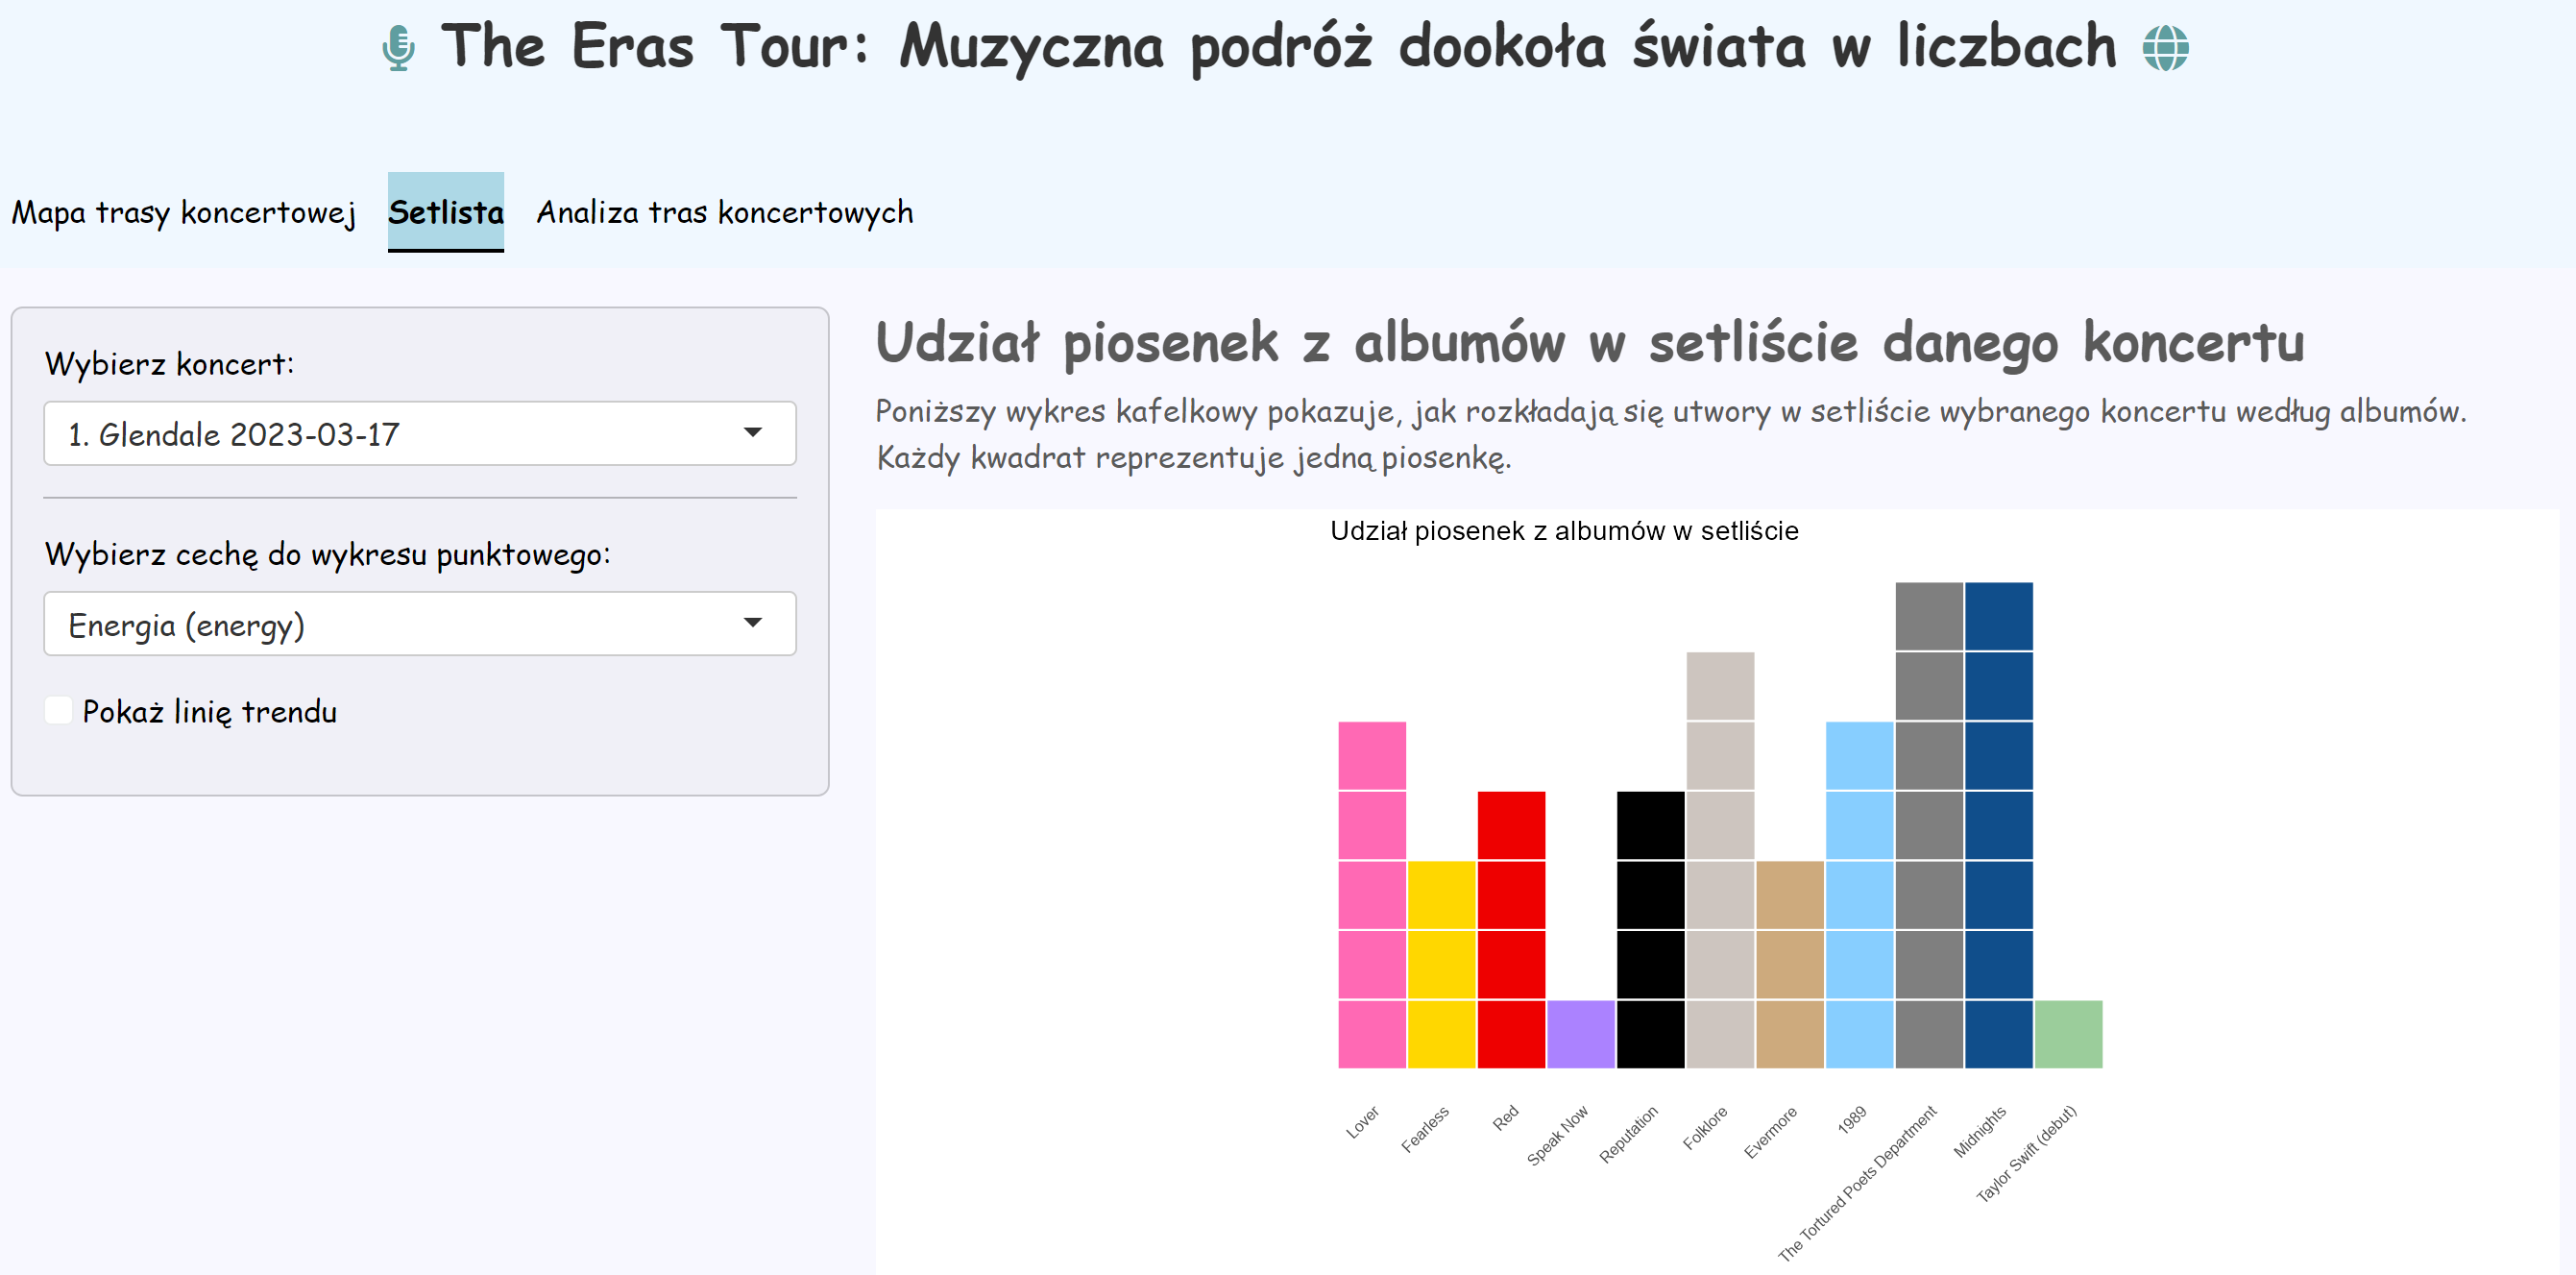 The Eras Tour: Muzyczna podróż dookoła świata w liczbach
Mapa trasy koncertowej Setlista Analiza tras koncertowych
Wybierz koncert:
1. Glendale 2023-03-17
Wybierz cechę do wykresu punktowego:
Energia (energy)
Pokaż linię trendu
Udział piosenek z albumów w setliście danego koncertu
Poniższy wykres kafelkowy pokazuje, jak rozkładają się utwory w setliście wybranego koncertu według albumów.
Każdy kwadrat reprezentuje jedną piosenkę.
Udział piosenek z albumów w setliście
Lover
Fearless
Red
Speak Now
Reputation
Folklore
Evermore
1989
The Tortured Poets Department
Midnights
Taylor Swift (debut)